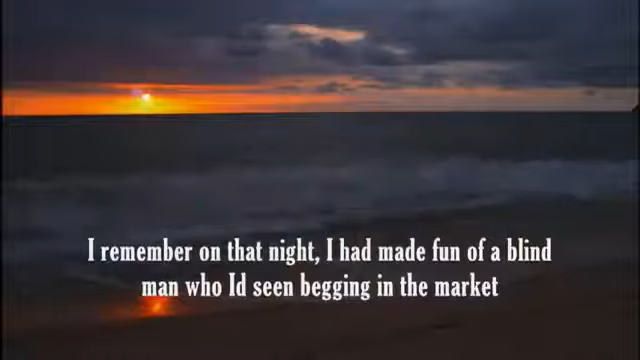 I remember on that night, I had made fun of a blind
man who Id seen begging in the market